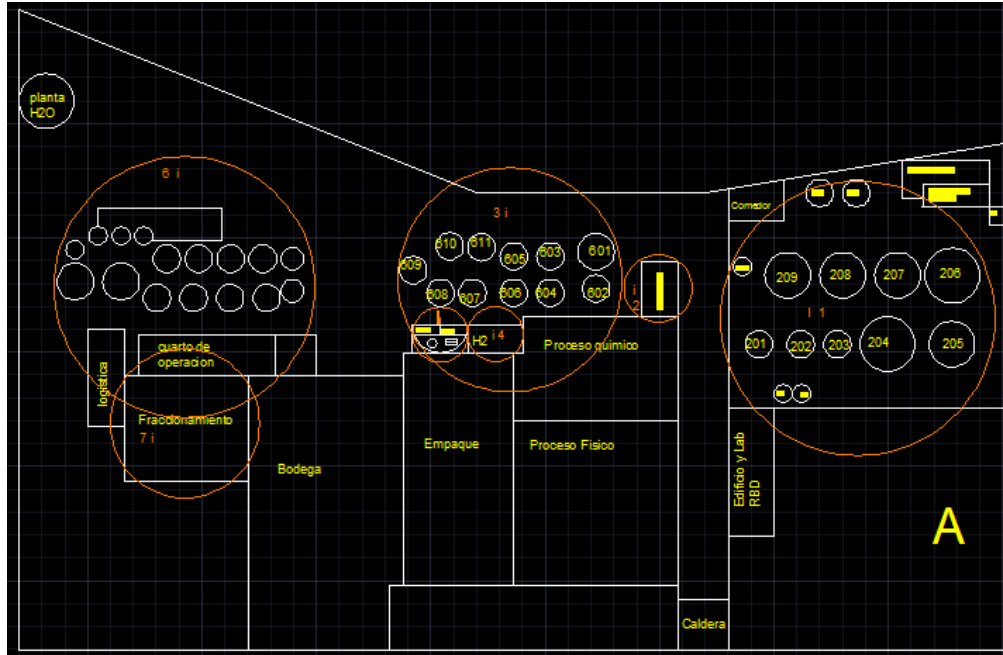 planta
H2O
6 i
3 i
Comedor
610
611
605
603
601
609
608
607
606
604
602
i
2
209
208
207
206
I 1
201
202
203
204
205
H2
i 4
Proceso quimico
cuarto de
operacion
logística
Fraccionamiento
7 i
Bodega
Empaque
Proceso Fisico
Edificio y Lab
RBD
A
Caldera